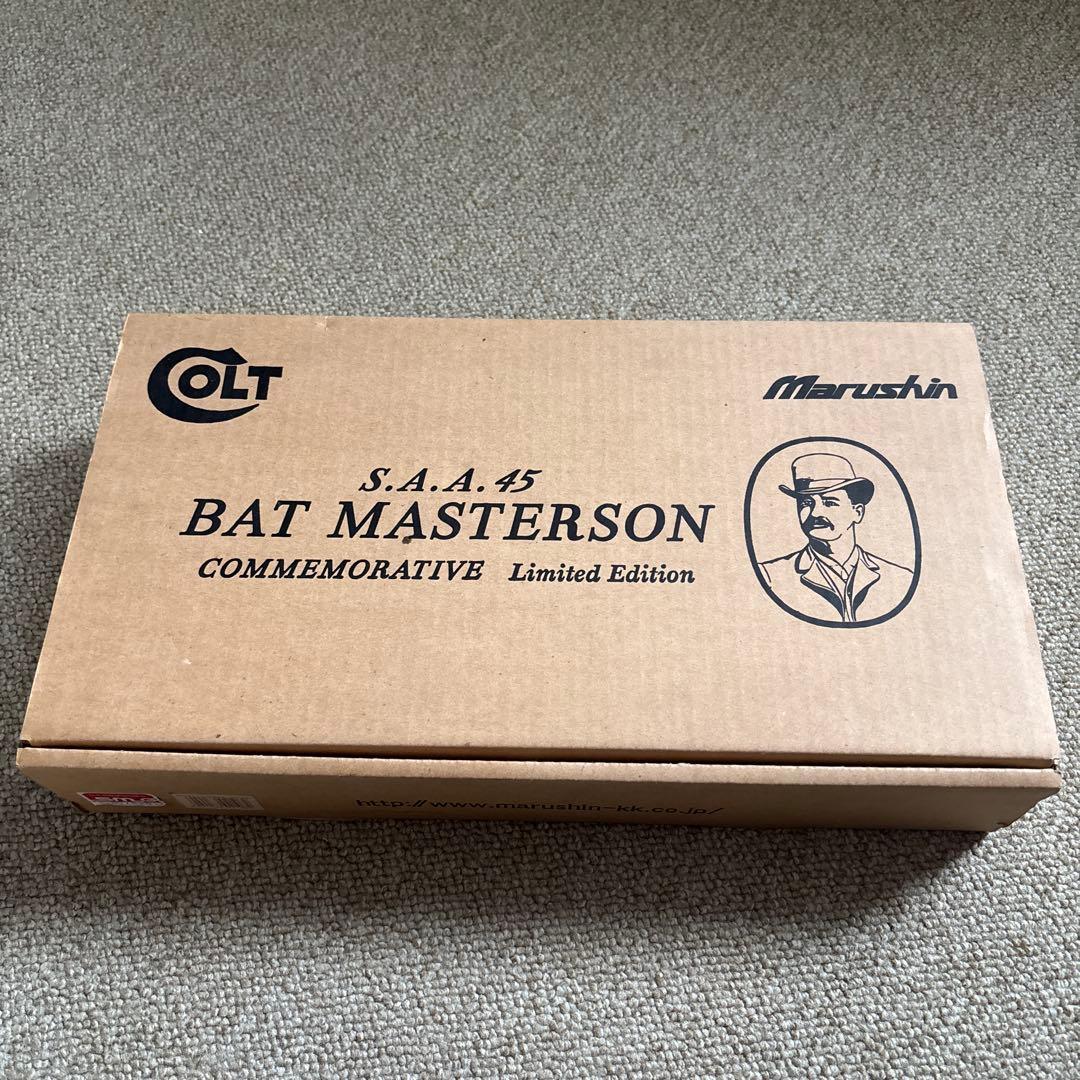 COLT
Marushin
S.A.A.45
BAT MASTERSON
COMMEMORATIVE Limited Edition
http://www.marushin-kk.co.jp/